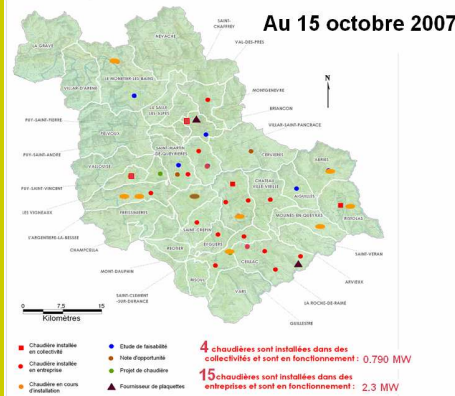 Au 15 octobre 2007
SAINT-CHAFFREY
NEVACHE
VAL-DES-PRES
LA GRAVE
LE MONETIER LES BAINS
VILLAR-D'ARENE
MONTGENEVRE
N
LA SALLE LES ALPES
BRIANCON
PUY-SAINT-PIERRE
VILLAR-SAINT-PANCRACE
PELVOUX
SAINT-MARTIN
PUY-SAINT-ANDRE
CERVIERES
ABRIES
VALLOUISE
CHATEAU VILLE-VIEILLE
AIGUILLES
PUY-SAINT-VINCENT
LES VIGNEAUX
FREISSINIERES
MOLINES-EN-QUEYRAS
RISTOLAS
L'ARGENTIERE-LA-BESSEE
SAINT-CREPIN
CHAMPCELLA
EYGLIERS
REOTIER
CEILLAC
SAINT-VERAN
MONT-DAUPHIN
ARVIEUX
RISOUL
VARS
SAINT-CLEMENT-SUR-DURANCE
LA ROCHE-DE-RAME
GUILLESTRE
0 7.5 15
Kilomètres
Chaudière installée en collectivité
Chaudière installée en entreprise
Chaudière en cours d'installation
Etude de faisabilité
Note d'opportunité
Projet de chaudière
Fournisseur de plaquettes
4 chaudières sont installées dans des
collectivités et sont en fonctionnement : 0.790 MW
15 chaudières sont installées dans des
entreprises et sont en fonctionnement : 2.3 MW